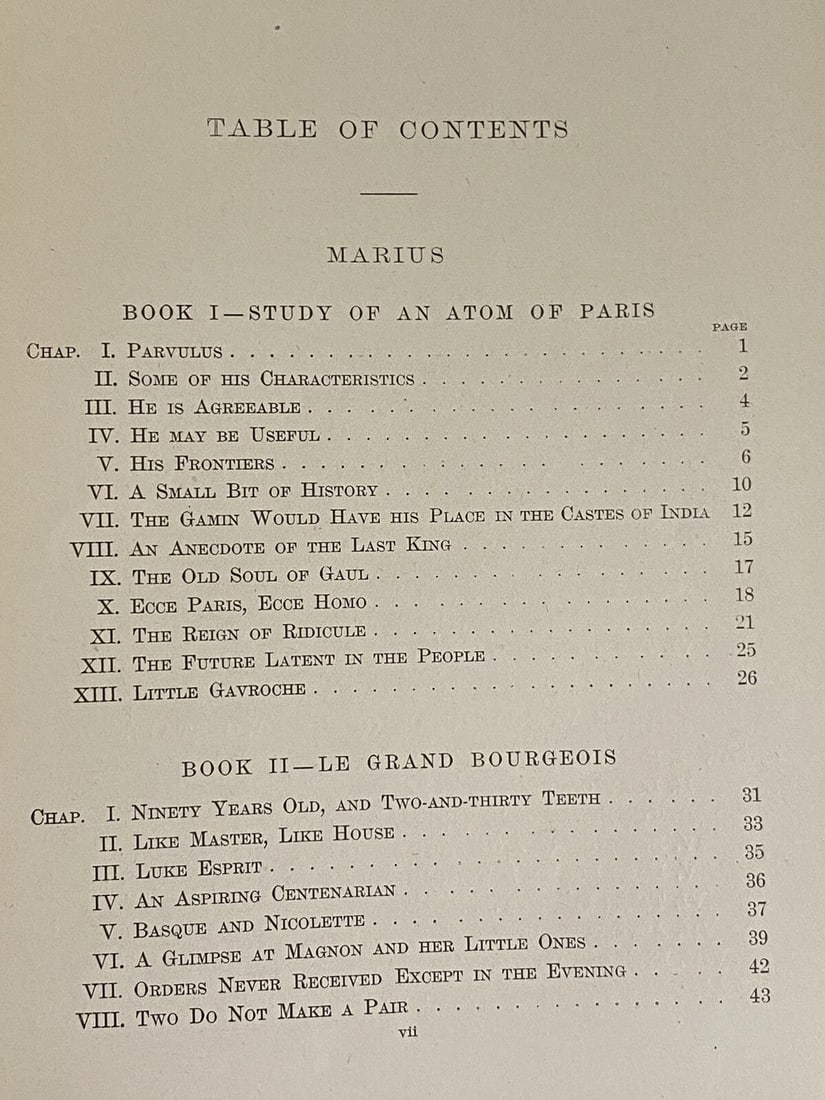 TABLE OF CONTENTS
MARIUS
BOOK I—STUDY OF AN ATOM OF PARIS
PAGE
CHAP. I. PARVULUS . . . . . . . . . . . . . . . . . . . . 1
II. SOME OF HIS CHARACTERISTICS . . . . . . . . . . . . 2
III. HE IS AGREEABLE . . . . . . . . . . . . . . . . . 4
IV. HE MAY BE USEFUL . . . . . . . . . . . . . . . . 5
V. HIS FRONTIERS . . . . . . . . . . . . . . . . . . 6
VI. A SMALL BIT OF HISTORY . . . . . . . . . . . . . . 10
VII. THE GAMIN WOULD HAVE HIS PLACE IN THE CASTES OF INDIA 12
VIII. AN ANECDOTE OF THE LAST KING . . . . . . . . . . . 15
IX. THE OLD SOUL OF GAUL . . . . . . . . . . . . . . 17
X. ECCE PARIS, ECCE HOMO . . . . . . . . . . . . . . 18
XI. THE REIGN OF RIDICULE . . . . . . . . . . . . . . 21
XII. THE FUTURE LATENT IN THE PEOPLE . . . . . . . . . 25
XIII. LITTLE GAVROCHE . . . . . . . . . . . . . . . . . 26
BOOK II—LE GRAND BOURGEOIS
CHAP. I. NINETY YEARS OLD, AND TWO-AND-THIRTY TEETH . . . . . . 31
II. LIKE MASTER, LIKE HOUSE . . . . . . . . . . . . . 33
III. LUKE ESPRIT . . . . . . . . . . . . . . . . . . . 35
IV. AN ASPIRING CENTENARIAN . . . . . . . . . . . . . 36
V. BASQUE AND NICOLETTE . . . . . . . . . . . . . . . 37
VI. A GLIMPSE AT MAGNON AND HER LITTLE ONES . . . . . . . 39
VII. ORDERS NEVER RECEIVED EXCEPT IN THE EVENING . . . . . 42
VIII. TWO DO NOT MAKE A PAIR . . . . . . . . . . . . . . 43
vii